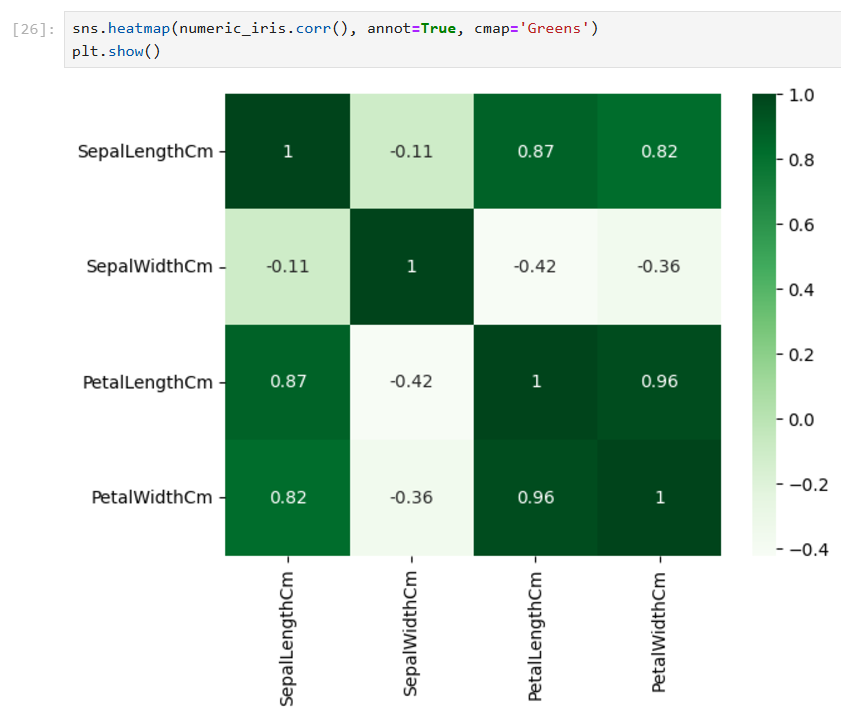 [26]: sns.heatmap(numeric_iris.corr(), annot=True, cmap='Greens')
plt.show()
SepalLengthCm 1 -0.11 0.87 0.82
SepalWidthCm -0.11 1 -0.42 -0.36
PetalLengthCm 0.87 -0.42 1 0.96
PetalWidthCm 0.82 -0.36 0.96 1
SepalLengthCm
SepalWidthCm
PetalLengthCm
PetalWidthCm
1.0
0.8
0.6
0.4
0.2
0.0
−0.2
−0.4